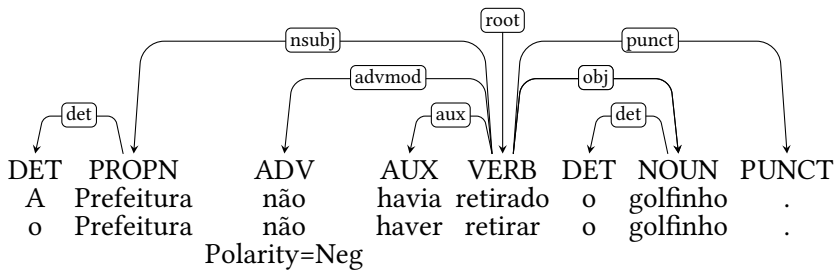 root
nsubj punct
advmod obj
det aux det
DET PROPN ADV AUX VERB DET NOUN PUNCT
A Prefeitura não havia retirado o golfinho .
o Prefeitura não haver retirar o golfinho .
Polarity=Neg